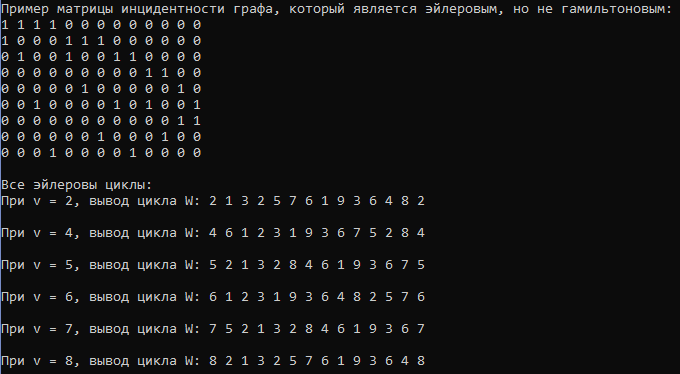 Пример матрицы инцидентности графа, который является эйлеровым, но не гамильтоновым:
1 1 1 1 0 0 0 0 0 0 0 0 0
1 0 0 0 1 1 1 0 0 0 0 0 0
0 1 0 0 1 0 0 1 1 0 0 0 0
0 0 0 0 0 0 0 0 0 1 1 0 0
0 0 0 0 0 1 0 0 0 0 0 1 0
0 0 1 0 0 0 0 1 0 1 0 0 1
0 0 0 0 0 0 0 0 0 0 0 1 1
0 0 0 0 0 0 1 0 0 0 1 0 0
0 0 0 1 0 0 0 0 1 0 0 0 0
Все эйлеровы циклы:
При v = 2, вывод цикла W: 2 1 3 2 5 7 6 1 9 3 6 4 8 2
При v = 4, вывод цикла W: 4 6 1 2 3 1 9 3 6 7 5 2 8 4
При v = 5, вывод цикла W: 5 2 1 3 2 8 4 6 1 9 3 6 7 5
При v = 6, вывод цикла W: 6 1 2 3 1 9 3 6 4 8 2 5 7 6
При v = 7, вывод цикла W: 7 5 2 1 3 2 8 4 6 1 9 3 6 7
При v = 8, вывод цикла W: 8 2 1 3 2 5 7 6 1 9 3 6 4 8